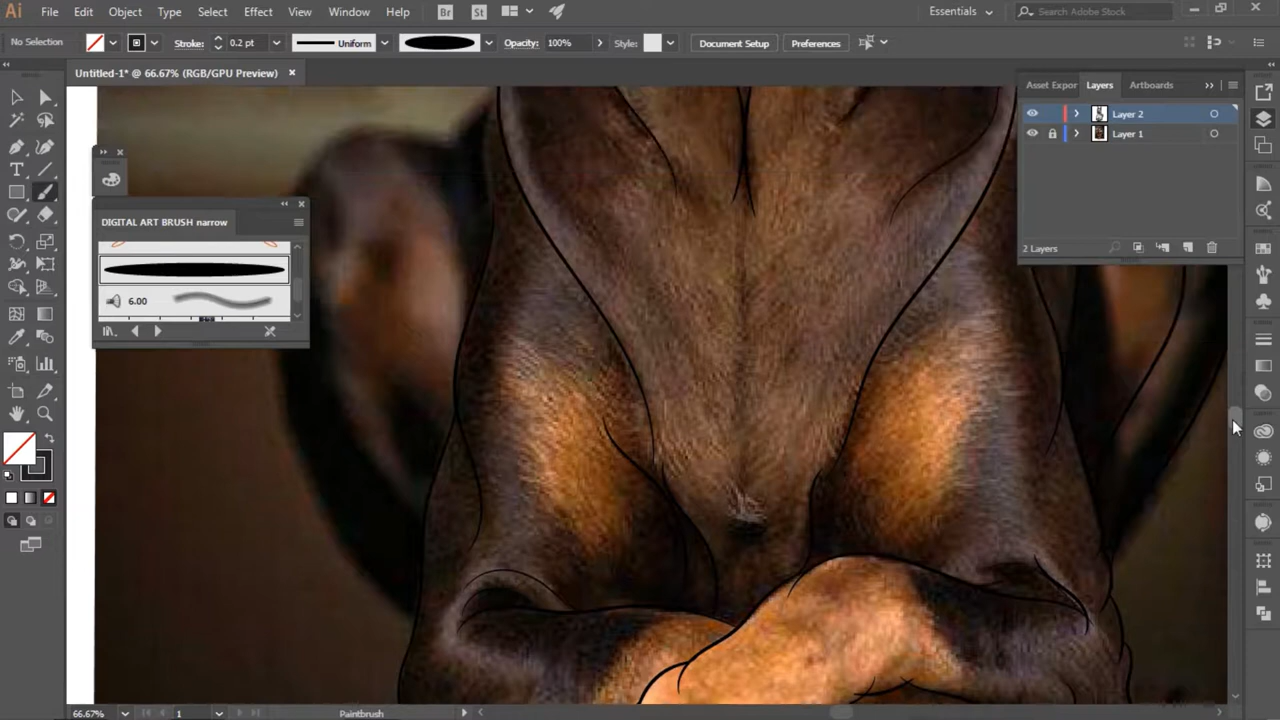 Ai File Edit Object Type Select Effect View Window Help Br St Essentials Search Adobe Stock
No Selection Stroke: 0.2 pt Uniform Opacity: 100% Style: Document Setup Preferences
Untitled-1* @ 66.67% (RGB/GPU Preview)
Asset Expor Layers Artboards
Layer 2
Layer 1
2 Layers
DIGITAL ART BRUSH narrow
6.00
66.67% 1 Paintbrush